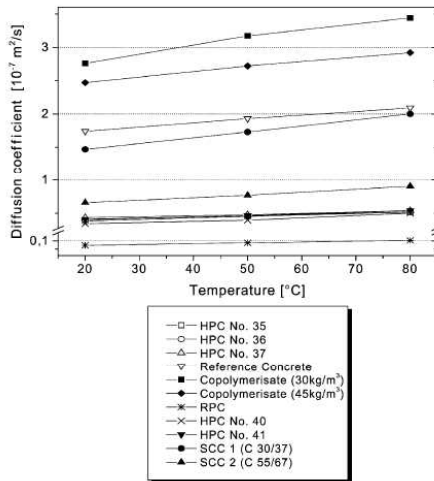 Diffusion coefficient [10⁻⁷ m²/s]
3
2
1
0,1
20 30 40 50 60 70 80
Temperature [°C]
HPC No. 35
HPC No. 36
HPC No. 37
Reference Concrete
Copolymerisate (30kg/m³)
Copolymerisate (45kg/m³)
RPC
HPC No. 40
HPC No. 41
SCC 1 (C 30/37)
SCC 2 (C 55/67)